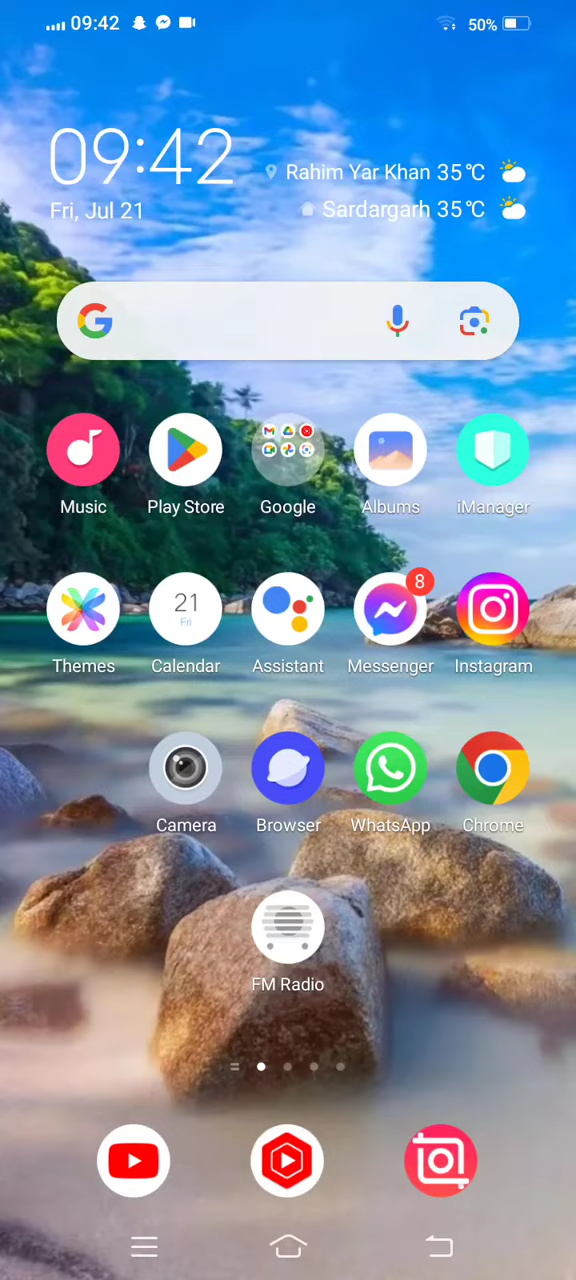 09:42
50%
09:42
Rahim Yar Khan 35℃
Fri, Jul 21
Sardargarh 35℃
Music
Play Store
Google
Albums
iManager
8
21
Fri
Themes
Calendar
Assistant
Messenger
Instagram
Camera
Browser
WhatsApp
Chrome
FM Radio